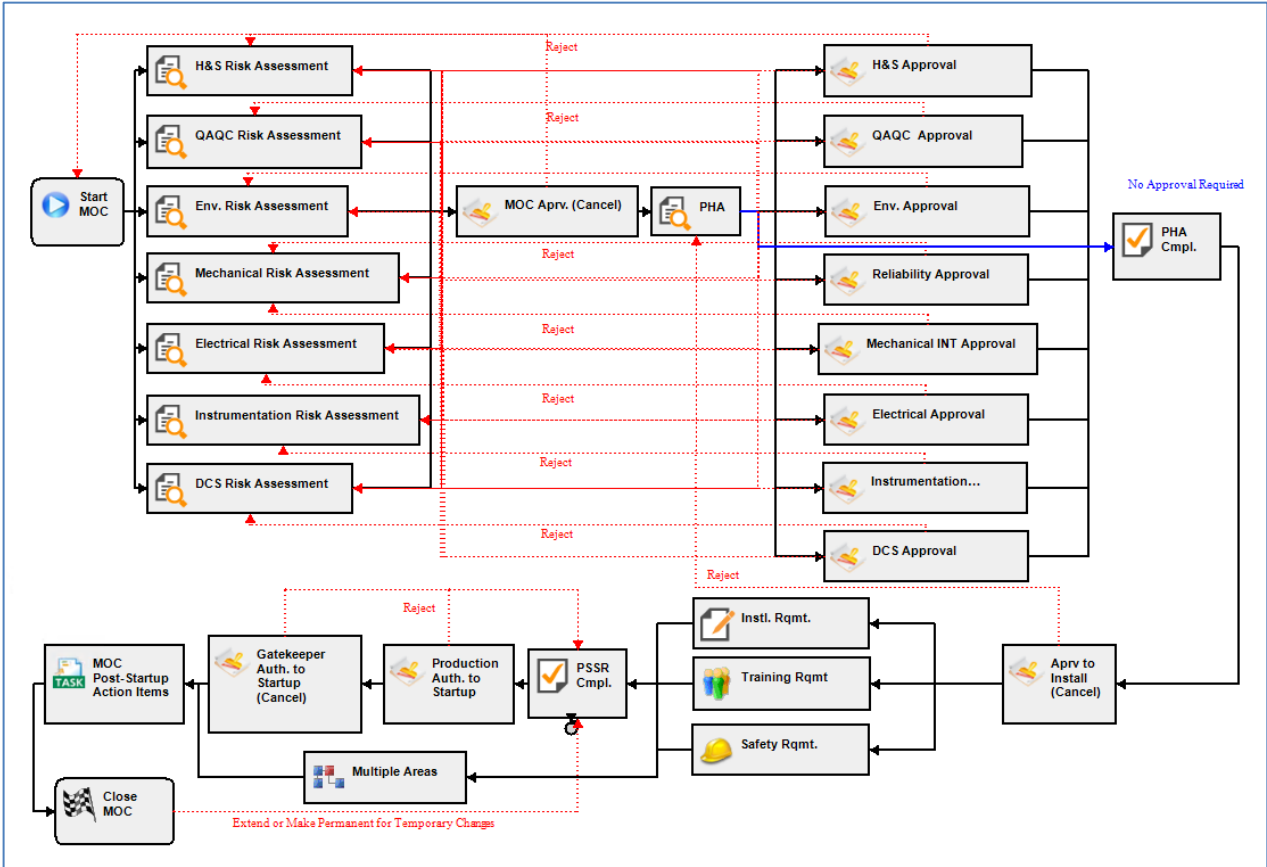 Reject
H&S Risk Assessment
H&S Approval
Reject
QAQC Risk Assessment
QAQC Approval
Start
MOC
Env. Risk Assessment
MOC Aprv. (Cancel)
PHA
Env. Approval
No Approval Required
PHA
Cmpl.
Reject
Mechanical Risk Assessment
Reliability Approval
Reject
Electrical Risk Assessment
Mechanical INT Approval
Reject
Instrumentation Risk Assessment
Electrical Approval
Reject
DCS Risk Assessment
Instrumentation...
Reject
DCS Approval
Reject
Reject
Instl. Rqmt.
MOC
Post-Startup
Action Items
TASK
Gatekeeper
Auth. to
Startup
(Cancel)
Production
Auth. to
Startup
PSSR
Cmpl.
Training Rqmt
Aprv to
Install
(Cancel)
Safety Rqmt.
Multiple Areas
Close
MOC
Extend or Make Permanent for Temporary Changes